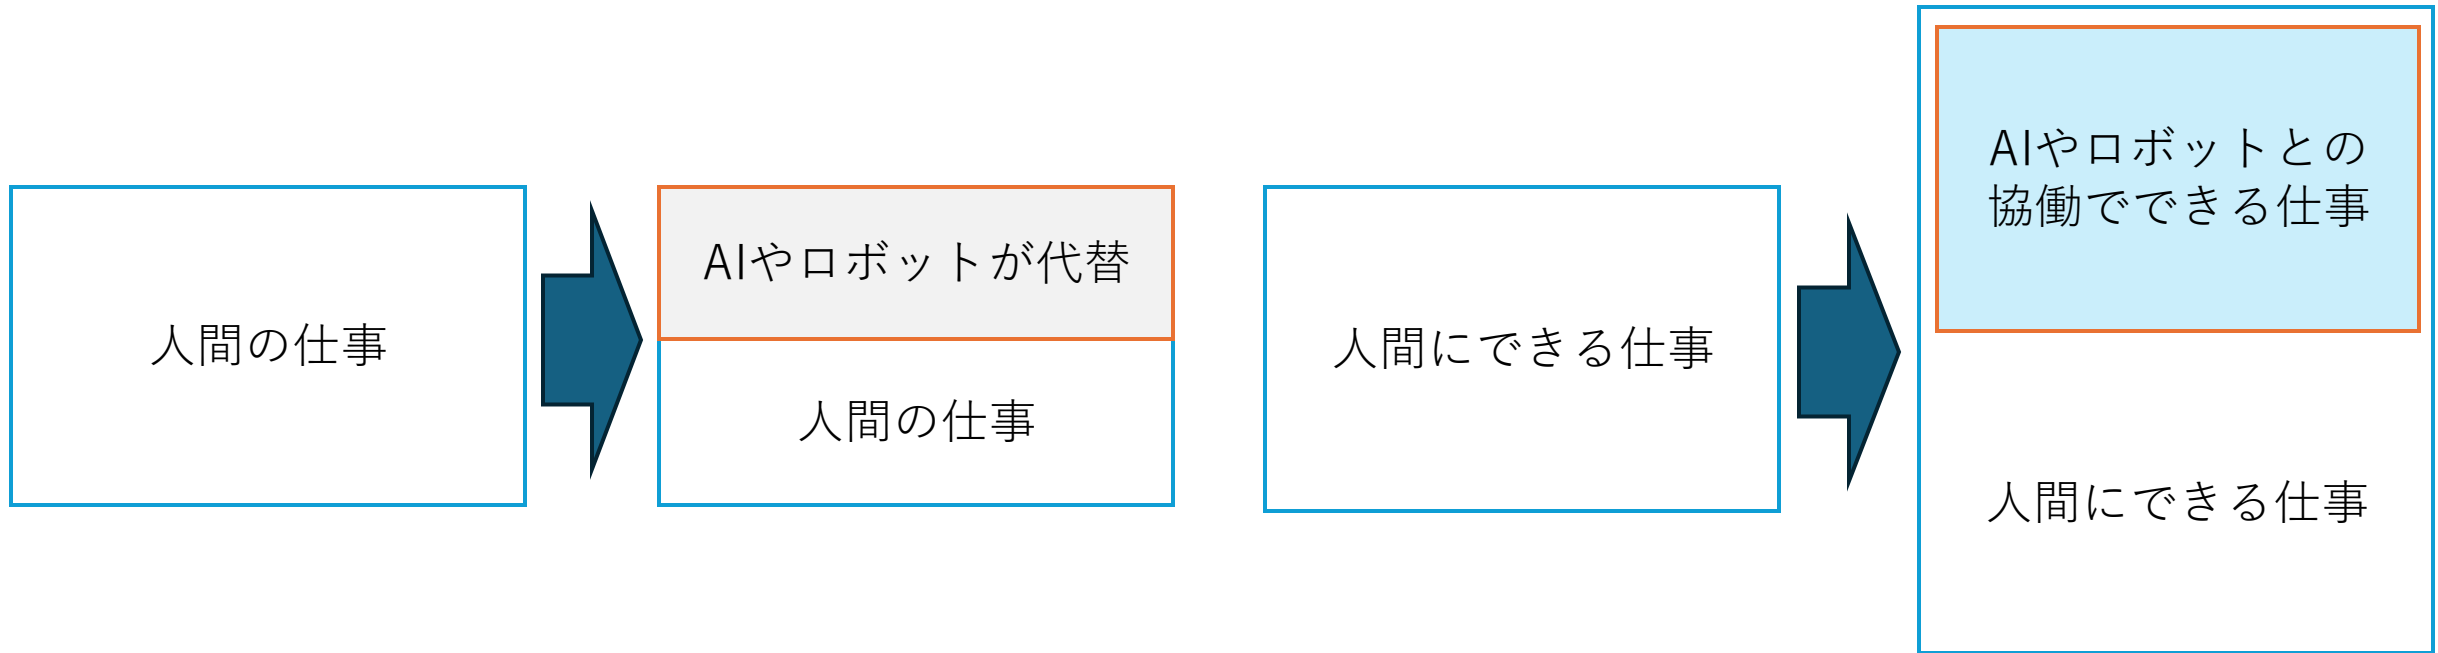 人間の仕事
AIやロボットが代替
人間の仕事
人間にできる仕事
AIやロボットとの
協働でできる仕事
人間にできる仕事